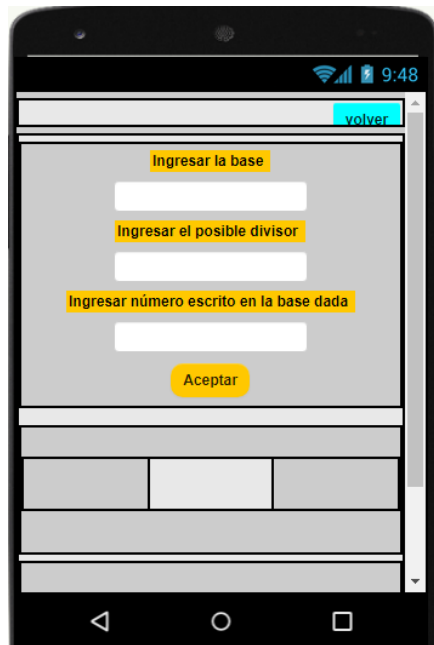 9:48
volver
Ingresar la base
Ingresar el posible divisor
Ingresar número escrito en la base dada
Aceptar